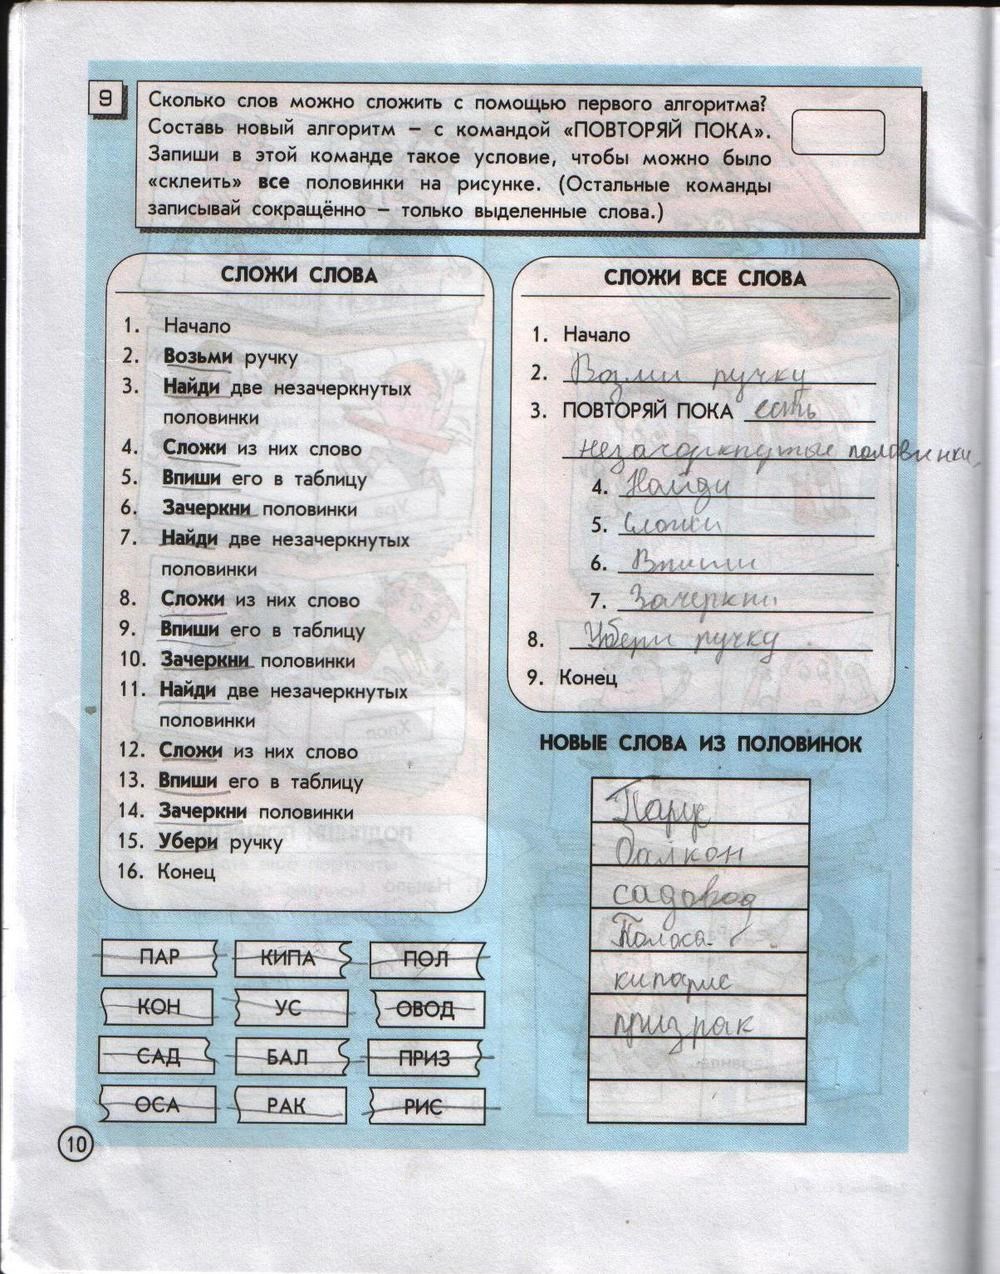 9
Сколько слов можно сложить с помощью первого алгоритма?
Составь новый алгоритм – с командой «ПОВТОРЯЙ ПОКА».
Запиши в этой команде такое условие, чтобы можно было
«склеить» все половинки на рисунке. (Остальные команды
записывай сокращённо – только выделенные слова.)
СЛОЖИ СЛОВА
1. Начало
2. Возьми ручку
3. Найди две незачеркнутых
половинки
4. Сложи из них слово
5. Впиши его в таблицу
6. Зачеркни половинки
7. Найди две незачеркнутых
половинки
8. Сложи из них слово
9. Впиши его в таблицу
10. Зачеркни половинки
11. Найди две незачеркнутых
половинки
12. Сложи из них слово
13. Впиши его в таблицу
14. Зачеркни половинки
15. Убери ручку
16. Конец
СЛОЖИ ВСЕ СЛОВА
1. Начало
2. Возми ручку
3. ПОВТОРЯЙ ПОКА есть
незачоркнутые половинки.
4. Найди
5. Сложи
6. Впиши
7. Зачеркни
8. Убери ручку
9. Конец
НОВЫЕ СЛОВА ИЗ ПОЛОВИНОК
Парус
балкон
садовод
Полоса
кипарис
призрак
ПАР КИПА ПОЛ
КОН УС ОВОД
САД БАЛ ПРИЗ
ОСА РАК РИС
10